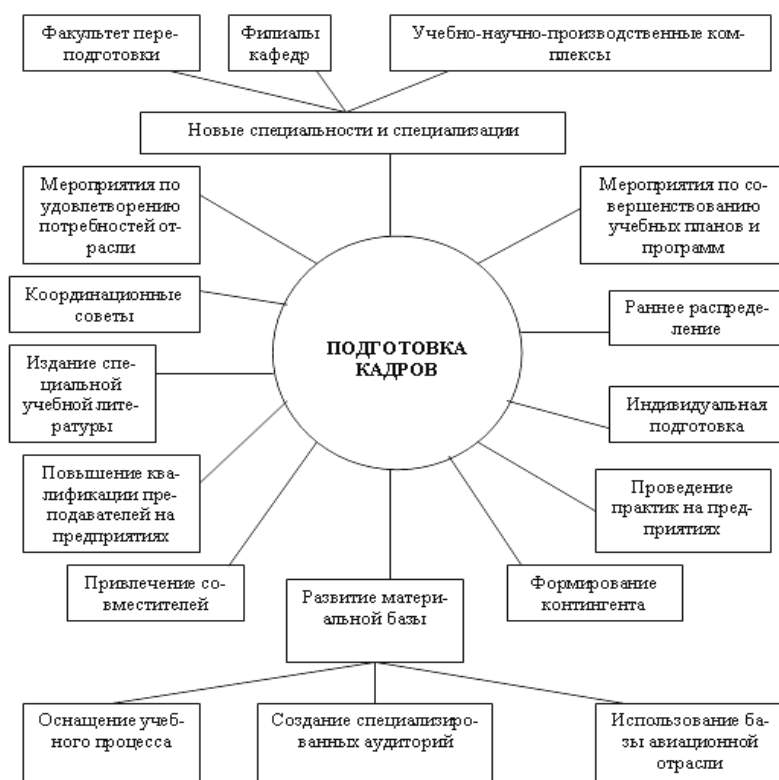 Факультет пере-
подготовки
Филиалы
кафедр
Учебно-научно-производственные ком-
плексы
Новые специальности и специализации
Мероприятия по
удовлетворению
потребностей от-
расли
Мероприятия по со-
вершенствованию
учебных планов и
программ
Координационные
советы
Раннее распреде-
ление
ПОДГОТОВКА
КАДРОВ
Издание спе-
циальной
учебной лите-
ратуры
Индивидуальная
подготовка
Повышение ква-
лификации пре-
подавателей на
предприятиях
Проведение
практик на пред-
приятиях
Привлечение со-
вместителей
Развитие матери-
альной базы
Формирование
контингента
Оснащение учеб-
ного процесса
Создание специализиро-
ванных аудиторий
Использование ба-
зы авиационной
отрасли